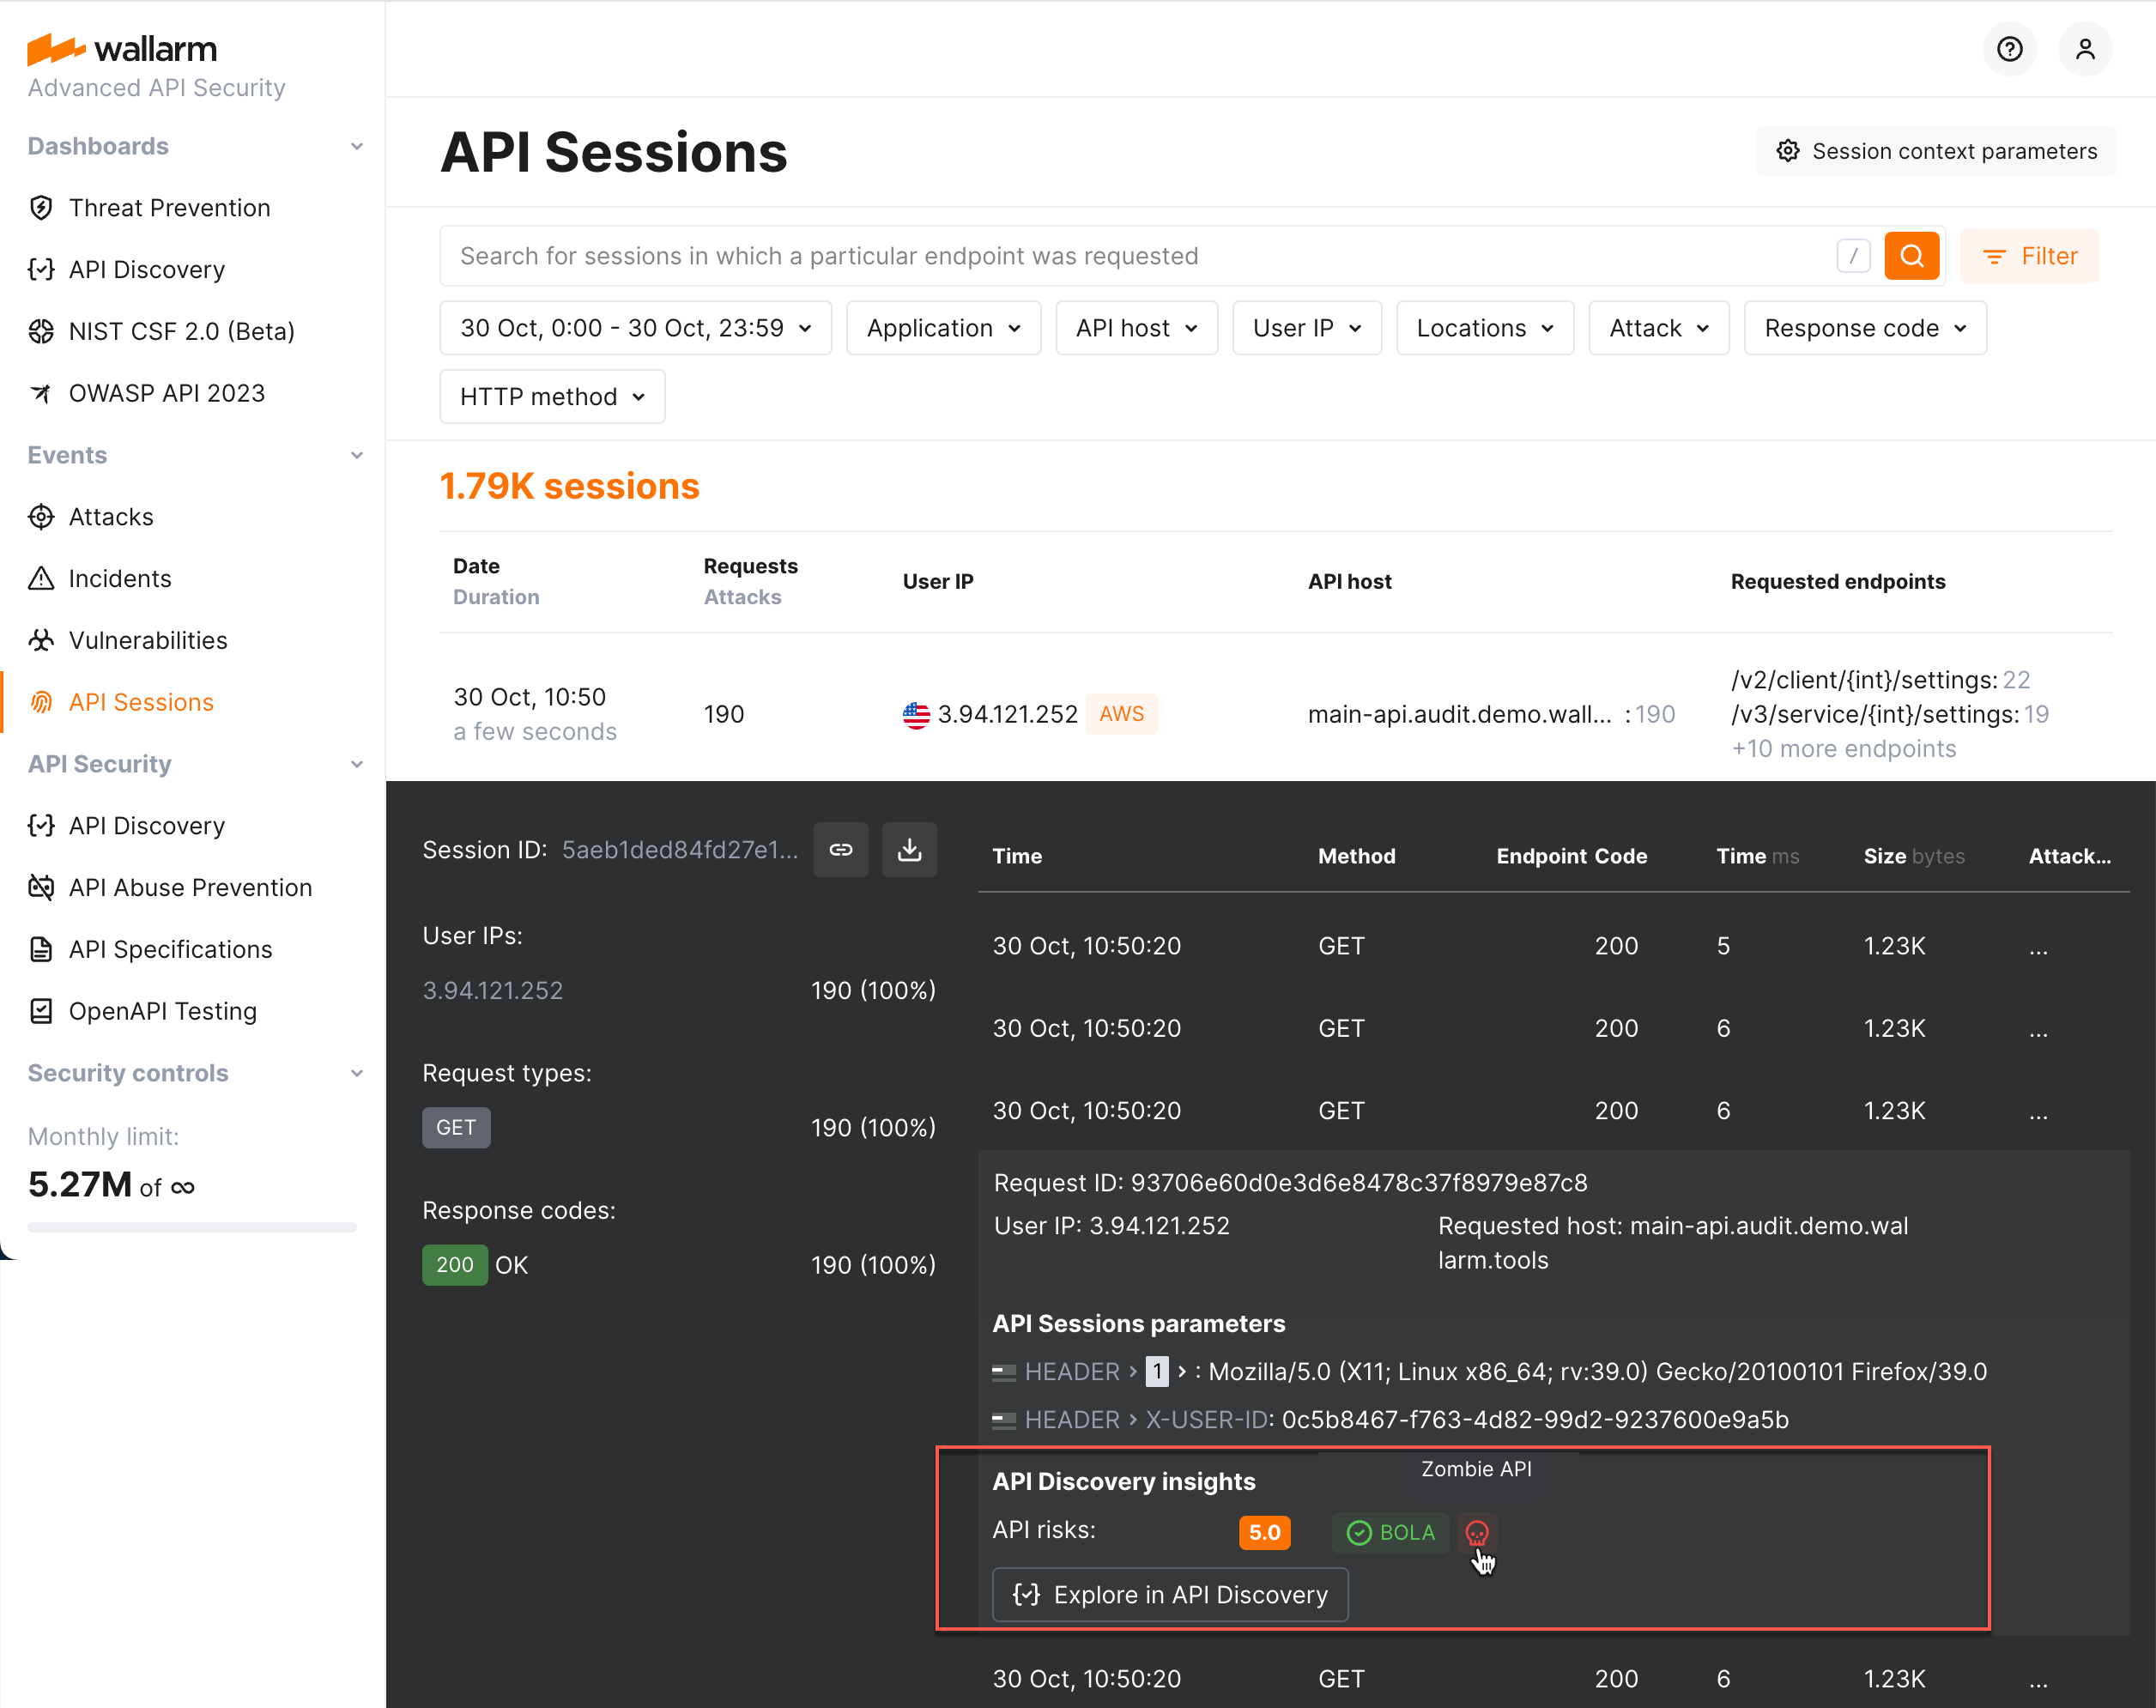 wallarm
Advanced API Security
Dashboards
Threat Prevention
API Discovery
NIST CSF 2.0 (Beta)
OWASP API 2023
Events
Attacks
Incidents
Vulnerabilities
API Sessions
API Security
API Discovery
API Abuse Prevention
API Specifications
OpenAPI Testing
Security controls
Monthly limit:
5.27M of ∞
API Sessions
Session context parameters
Search for sessions in which a particular endpoint was requested /
Filter
30 Oct, 0:00 - 30 Oct, 23:59 Application API host User IP Locations Attack Response code
HTTP method
1.79K sessions
Date Requests User IP API host Requested endpoints
Duration Attacks
30 Oct, 10:50 190 3.94.121.252 AWS main-api.audit.demo.wall... :190 /v2/client/{int}/settings:22
a few seconds /v3/service/{int}/settings:19
+10 more endpoints
Session ID: 5aeb1ded84fd27e1...
User IPs:
3.94.121.252 190 (100%)
Request types:
GET 190 (100%)
Response codes:
200 OK 190 (100%)
Time Method Endpoint Code Time ms Size bytes Attack...
30 Oct, 10:50:20 GET 200 5 1.23K ...
30 Oct, 10:50:20 GET 200 6 1.23K ...
30 Oct, 10:50:20 GET 200 6 1.23K ...
Request ID: 93706e60d0e3d6e8478c37f8979e87c8
User IP: 3.94.121.252 Requested host: main-api.audit.demo.wal
larm.tools
API Sessions parameters
HEADER › 1 › : Mozilla/5.0 (X11; Linux x86_64; rv:39.0) Gecko/20100101 Firefox/39.0
HEADER › X-USER-ID: 0c5b8467-f763-4d82-99d2-9237600e9a5b
Zombie API
API Discovery insights
API risks: 5.0 BOLA
Explore in API Discovery
30 Oct, 10:50:20 GET 200 6 1.23K ...